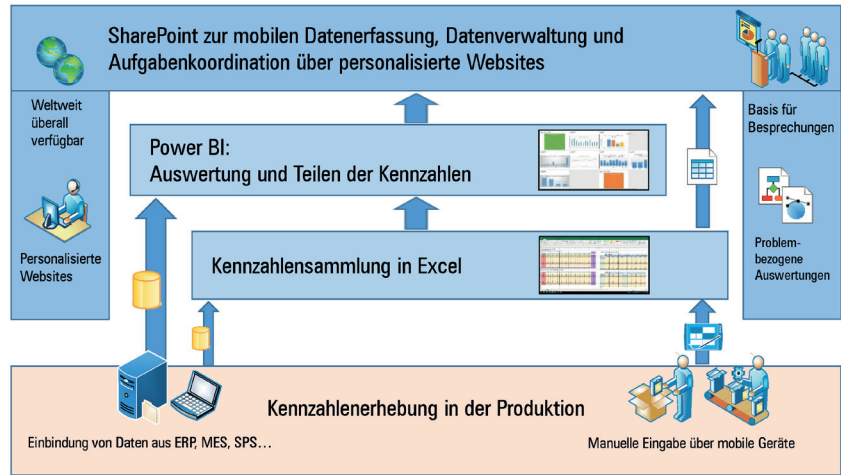 SharePoint zur mobilen Datenerfassung, Datenverwaltung und
Aufgabenkoordination über personalisierte Websites
Weltweit
überall
verfügbar
Personalisierte
Websites
Power BI:
Auswertung und Teilen der Kennzahlen
Basis für
Besprechungen
Problem-
bezogene
Auswertungen
Kennzahlensammlung in Excel
Kennzahlenerhebung in der Produktion
Einbindung von Daten aus ERP, MES, SPS...
Manuelle Eingabe über mobile Geräte